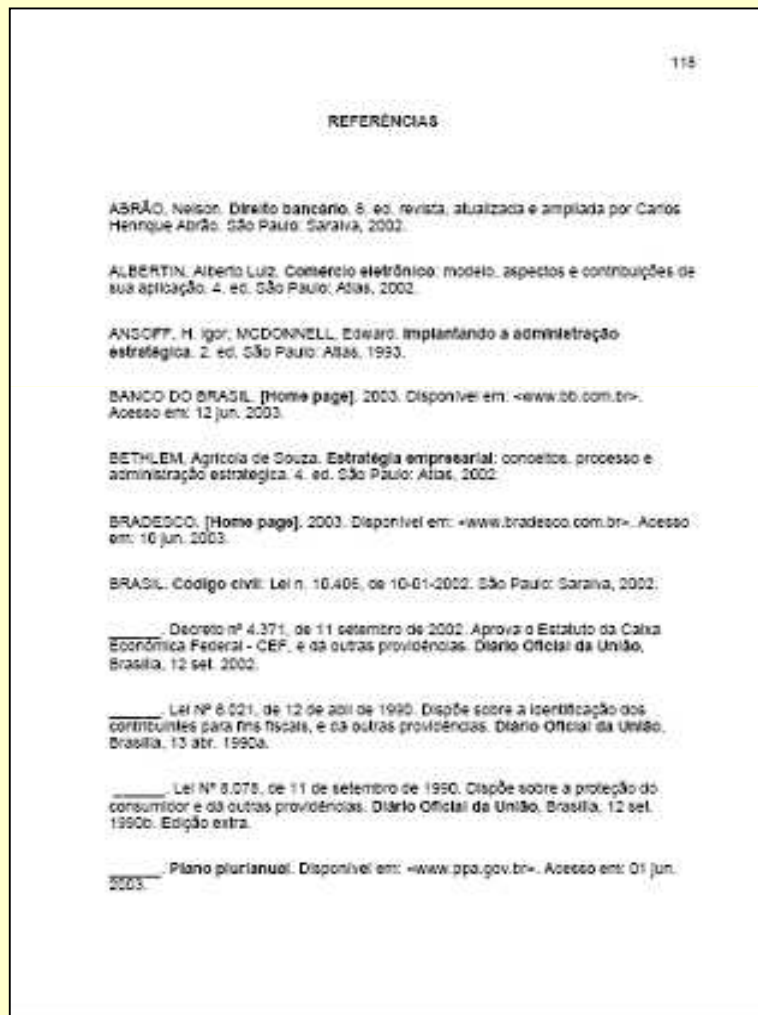 118
REFERÊNCIAS
ABRÃO, Nelson. Direito bancário. 8. ed. revista, atualizada e ampliada por Carlos
Henrique Abrão. São Paulo: Saraiva, 2002.
ALBERTIN, Alberto Luiz. Comércio eletrônico: modelo, aspectos e contribuições de
sua aplicação. 4. ed. São Paulo: Atlas, 2002.
ANSOFF, H. Igor; MCDONNELL, Edward. Implantando a administração
estratégica. 2. ed. São Paulo: Atlas, 1993.
BANCO DO BRASIL. [Home page]. 2003. Disponível em: <www.bb.com.br>.
Acesso em: 12 jun. 2003.
BETHLEM, Agrícola de Souza. Estratégia empresarial: conceitos, processo e
administração estratégica. 4. ed. São Paulo: Atlas, 2002.
BRADESCO. [Home page]. 2003. Disponível em: <www.bradesco.com.br>. Acesso
em: 10 jun. 2003.
BRASIL. Código civil: Lei n. 10.406, de 10-01-2002. São Paulo: Saraiva, 2002.
______. Decreto nº 4.371, de 11 setembro de 2002. Aprova o Estatuto da Caixa
Econômica Federal - CEF, e dá outras providências. Diário Oficial da União,
Brasília, 12 set. 2002.
______. Lei Nº 8.021, de 12 de abil de 1990. Dispõe sobre a identificação dos
contribuintes para fins fiscais, e dá outras providências. Diário Oficial da União,
Brasília, 13 abr. 1990a.
______. Lei Nº 8.078, de 11 de setembro de 1990. Dispõe sobre a proteção do
consumidor e dá outras providências. Diário Oficial da União, Brasília, 12 set.
1990b. Edição extra.
______. Plano plurianual. Disponível em: <www.ppa.gov.br>. Acesso em: 01 jun.
2003.